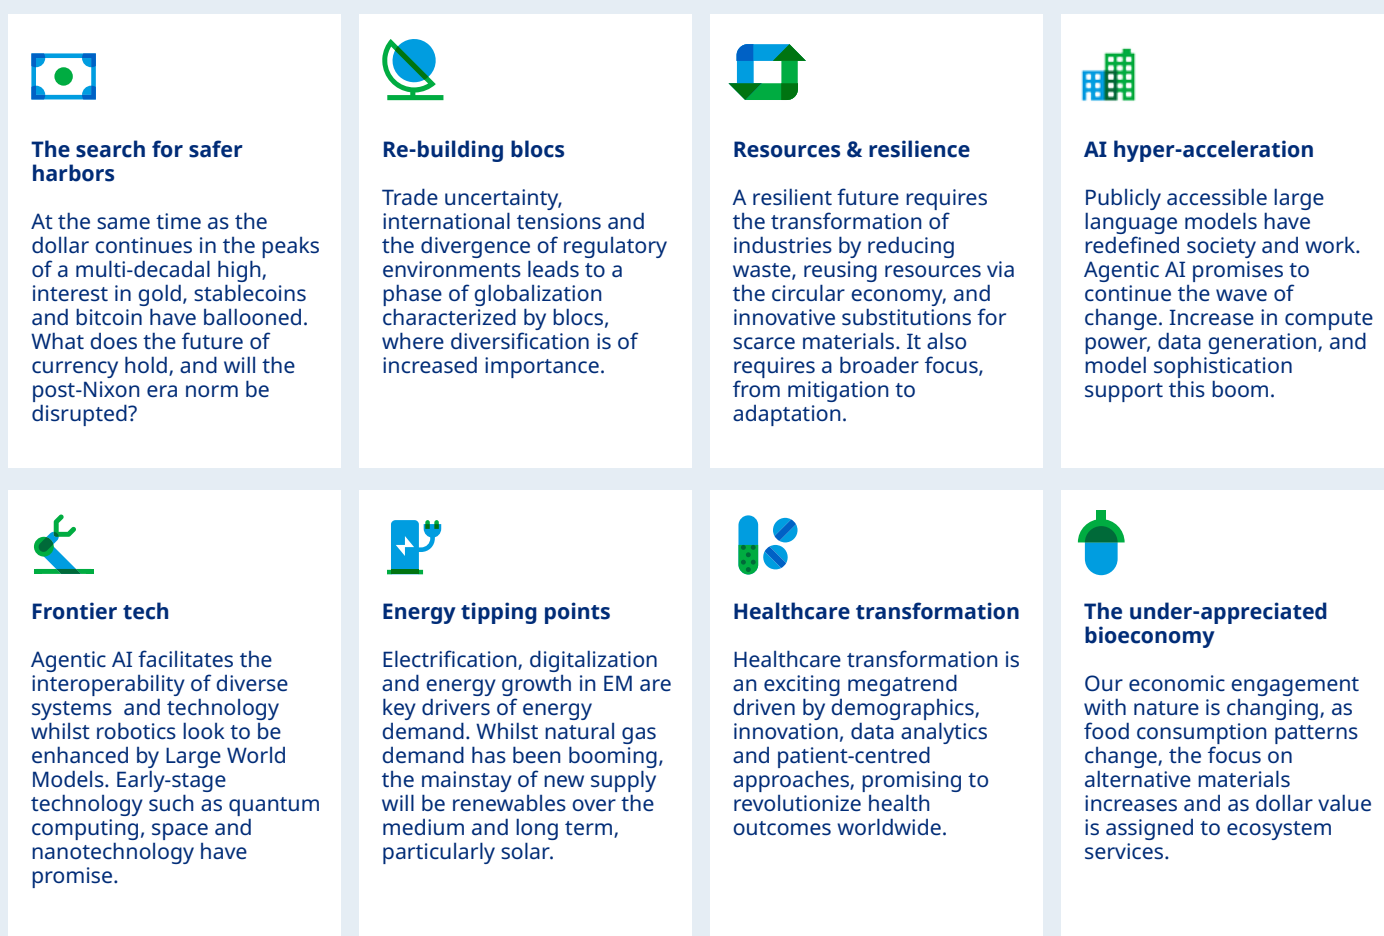 The search for safer
harbors
At the same time as the
dollar continues in the peaks
of a multi-decadal high,
interest in gold, stablecoins
and bitcoin have ballooned.
What does the future of
currency hold, and will the
post-Nixon era norm be
disrupted?
Re-building blocs
Trade uncertainty,
international tensions and
the divergence of regulatory
environments leads to a
phase of globalization
characterized by blocs,
where diversification is of
increased importance.
Resources & resilience
A resilient future requires
the transformation of
industries by reducing
waste, reusing resources via
the circular economy, and
innovative substitutions for
scarce materials. It also
requires a broader focus,
from mitigation to
adaptation.
AI hyper-acceleration
Publicly accessible large
language models have
redefined society and work.
Agentic AI promises to
continue the wave of
change. Increase in compute
power, data generation, and
model sophistication
support this boom.
Frontier tech
Agentic AI facilitates the
interoperability of diverse
systems  and technology
whilst robotics look to be
enhanced by Large World
Models. Early-stage
technology such as quantum
computing, space and
nanotechnology have
promise.
Energy tipping points
Electrification, digitalization
and energy growth in EM are
key drivers of energy
demand. Whilst natural gas
demand has been booming,
the mainstay of new supply
will be renewables over the
medium and long term,
particularly solar.
Healthcare transformation
Healthcare transformation is
an exciting megatrend
driven by demographics,
innovation, data analytics
and patient-centred
approaches, promising to
revolutionize health
outcomes worldwide.
The under-appreciated
bioeconomy
Our economic engagement
with nature is changing, as
food consumption patterns
change, the focus on
alternative materials
increases and as dollar value
is assigned to ecosystem
services.